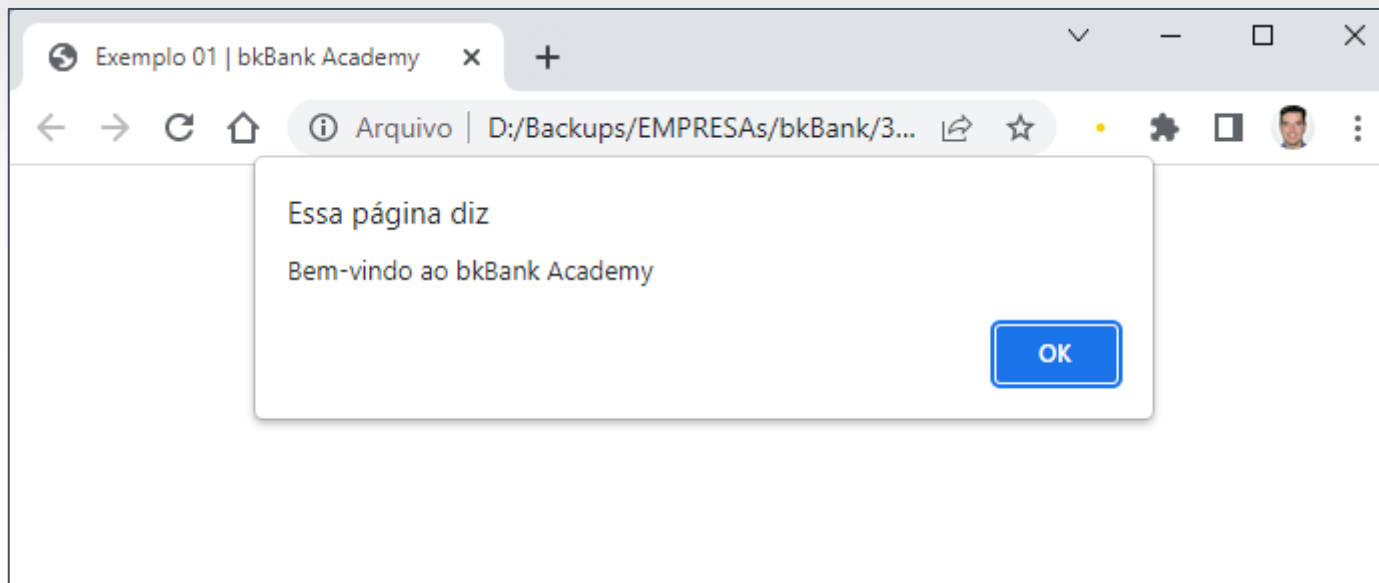 Exemplo 01 | bkBank Academy
Arquivo | D:/Backups/EMPRESAs/bkBank/3...
Essa página diz
Bem-vindo ao bkBank Academy
OK